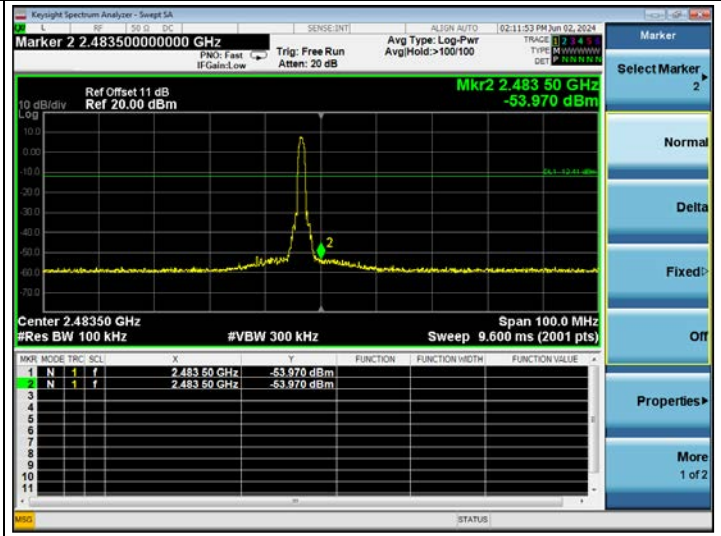 Keysight Spectrum Analyzer - Swept SA
L RF 50 Ω DC SENSE:INT ALIGN AUTO 02:11:53 PM Jun 02, 2024
Marker 2 2.483500000000 GHz
PNO: Fast
IFGain:Low
Trig: Free Run
Atten: 20 dB
Avg Type: Log-Pwr
Avg|Hold:>100/100
TRACE 1 2 3 4 5 6
TYPE M WWWWW
DET P N N N N N
Marker
Select Marker
2
Normal
Delta
Fixed
Off
Properties
More
1 of 2
Mkr2 2.483 50 GHz
-53.970 dBm
Ref Offset 11 dB
10 dB/div Ref 20.00 dBm
Log
10.0
0.00
-10.0
-20.0
-30.0
-40.0
-50.0
-60.0
-70.0
2
Center 2.48350 GHz Span 100.0 MHz
#Res BW 100 kHz #VBW 300 kHz Sweep 9.600 ms (2001 pts)
MKR MODE TRC SCL X Y FUNCTION FUNCTION WIDTH FUNCTION VALUE
1 N 1 f 2.483 50 GHz -53.970 dBm
2 N 1 f 2.483 50 GHz -53.970 dBm
3
4
5
6
7
8
9
10
11
MSG STATUS